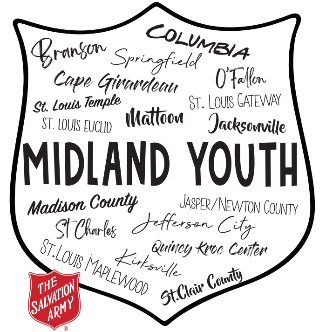 Branson
COLUMBIA
Springfield
Cape Girardeau
O'Fallon
St. Louis Temple
ST. LOUIS GATEWAY
ST. LOUIS EUCLID
Mattoon
Jacksonville
MIDLAND YOUTH
Madison County
JASPER/NEWTON COUNTY
St Charles
Jefferson City
ST. LOUIS MAPLEWOOD
Quincy Kroc Center
Kirksville
St. Clair County
THE
SALVATION
ARMY
®